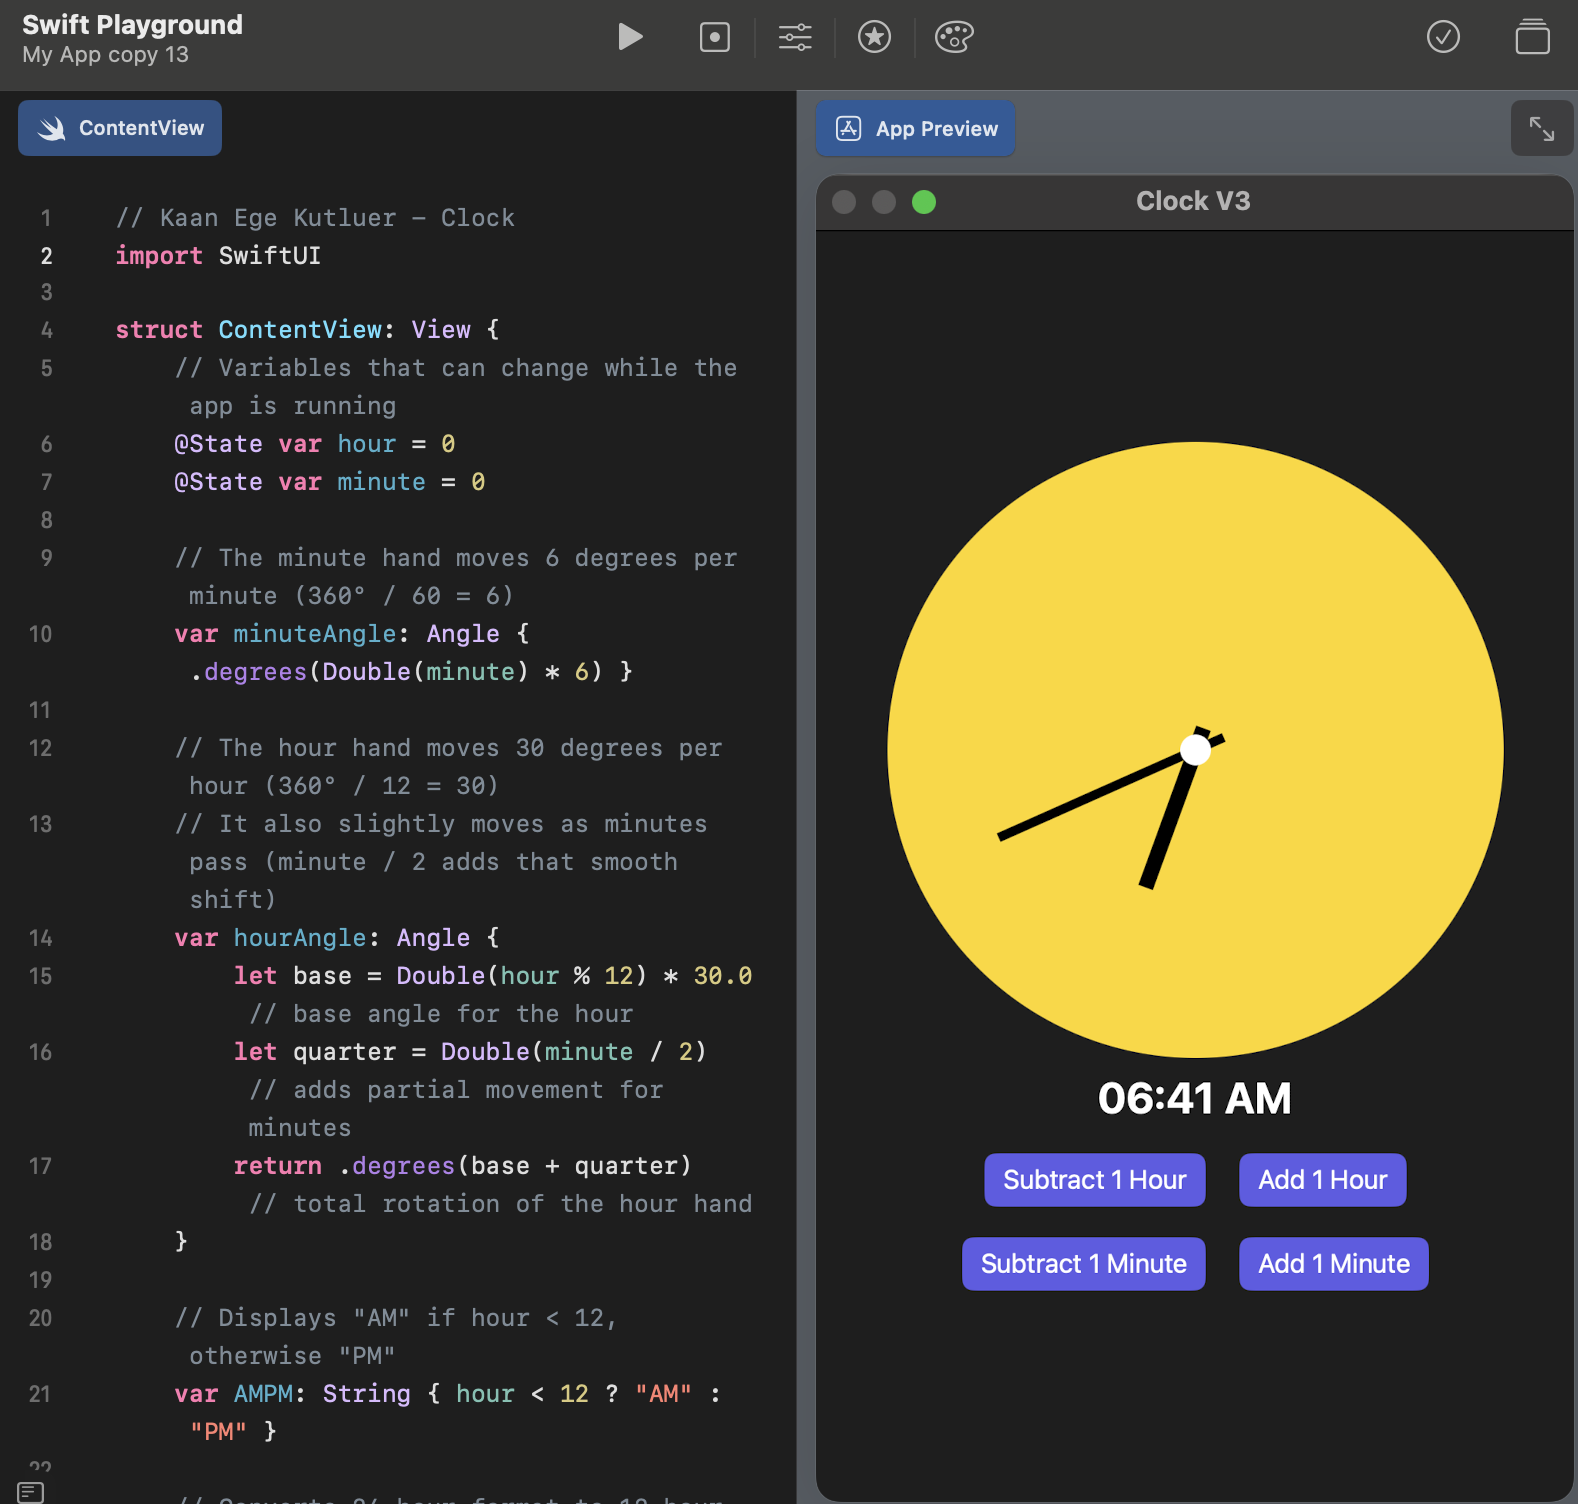 Swift Playground
My App copy 13
ContentView
1 // Kaan Ege Kutluer – Clock
2 import SwiftUI
3
4 struct ContentView: View {
5 // Variables that can change while the
app is running
6 @State var hour = 0
7 @State var minute = 0
8
9 // The minute hand moves 6 degrees per
minute (360° / 60 = 6)
10 var minuteAngle: Angle {
.degrees(Double(minute) * 6) }
11
12 // The hour hand moves 30 degrees per
hour (360° / 12 = 30)
13 // It also slightly moves as minutes
pass (minute / 2 adds that smooth
shift)
14 var hourAngle: Angle {
15 let base = Double(hour % 12) * 30.0
// base angle for the hour
16 let quarter = Double(minute / 2)
// adds partial movement for
minutes
17 return .degrees(base + quarter)
// total rotation of the hour hand
18 }
19
20 // Displays "AM" if hour < 12,
otherwise "PM"
21 var AMPM: String { hour < 12 ? "AM" :
"PM" }
22
App Preview
Clock V3
06:41 AM
Subtract 1 Hour
Add 1 Hour
Subtract 1 Minute
Add 1 Minute